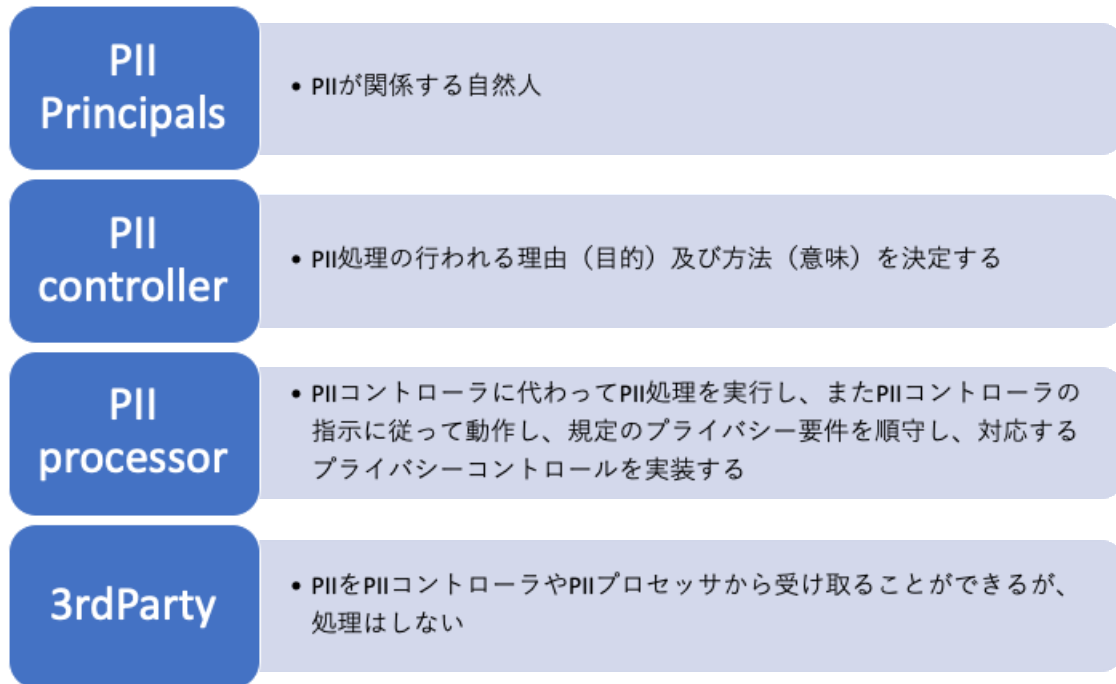 PII
Principals
• PIIが関係する自然人
PII
controller
• PII処理の行われる理由（目的）及び方法（意味）を決定する
PII
processor
• PIIコントローラに代わってPII処理を実行し、またPIIコントローラの
指示に従って動作し、規定のプライバシー要件を順守し、対応する
プライバシーコントロールを実装する
3rdParty
• PIIをPIIコントローラやPIIプロセッサから受け取ることができるが、
処理はしない